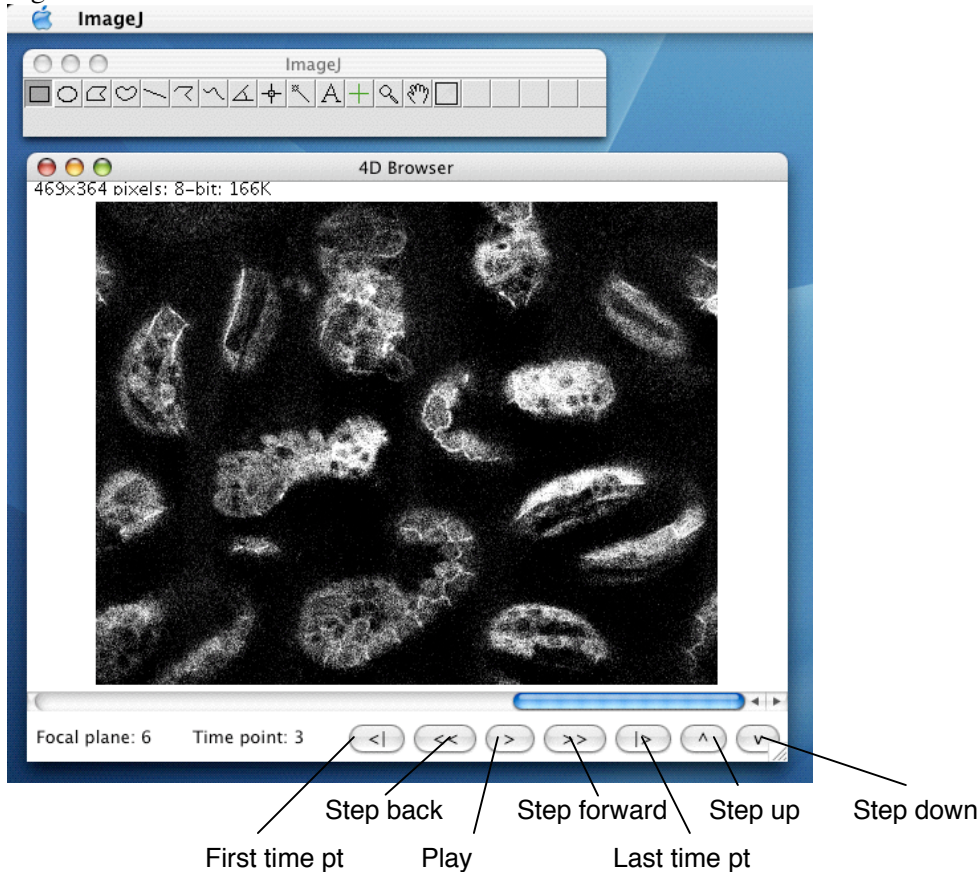 ImageJ
ImageJ
A
4D Browser
469x364 pixels; 8-bit; 166K
Focal plane: 6 Time point: 3 <| << > >> |> ^ v
Step back Step forward Step up Step down
First time pt Play Last time pt